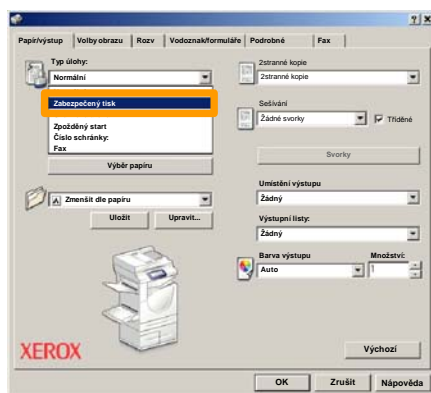 Papír/výstup
Volby obrazu
Rozv
Vodoznak/formuláře
Podrobné
Fax
Typ úlohy:
Normální
Zabezpečený tisk
Zpožděný start
Číslo schránky:
Fax
Výběr papíru
A Zmenšit dle papíru
Uložit
Upravit...
XEROX
2stranné kopie
2stranné kopie
Sešívání
Žádné svorky
Tříděné
Svorky
Umístění výstupu
Žádný
Výstupní listy:
Žádný
Barva výstupu
Množství:
Auto
1
Výchozí
OK
Zrušit
Nápověda